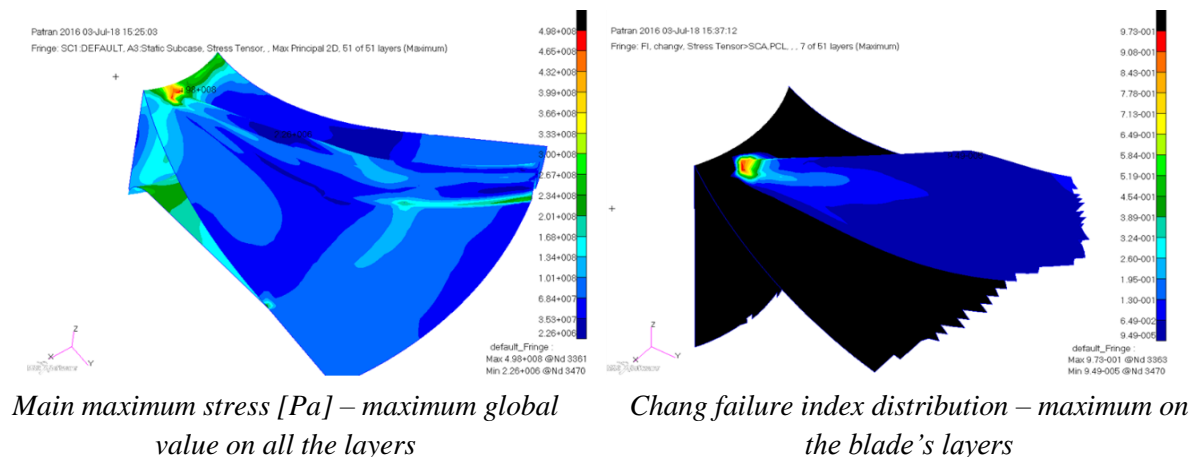 Patran 2016 03-Jul-18 15:25:03
Fringe: SC1:DEFAULT, A3:Static Subcase, Stress Tensor, , Max Principal 2D, 51 of 51 layers (Maximum)
4.98+008
4.65+008
4.32+008
3.99+008
3.66+008
3.33+008
3.00+008
2.67+008
2.34+008
2.01+008
1.68+008
1.34+008
1.01+008
6.84+007
3.53+007
2.26+006
X
Z
Y
default_Fringe :
Max 4.98+008 @Nd 3361
Min 2.26+006 @Nd 3470
Patran 2016 03-Jul-18 15:37:12
Fringe: FI, changv, Stress Tensor>SCA,PCL, , , 7 of 51 layers (Maximum)
9.73-001
9.08-001
8.43-001
7.78-001
7.13-001
6.49-001
5.84-001
5.19-001
4.54-001
3.89-001
3.24-001
2.60-001
1.95-001
1.30-001
6.49-002
9.49-005
X
Z
Y
default_Fringe :
Max 9.73-001 @Nd 3363
Min 9.49-005 @Nd 3470
Main maximum stress [Pa] – maximum global
value on all the layers
Chang failure index distribution – maximum on
the blade’s layers